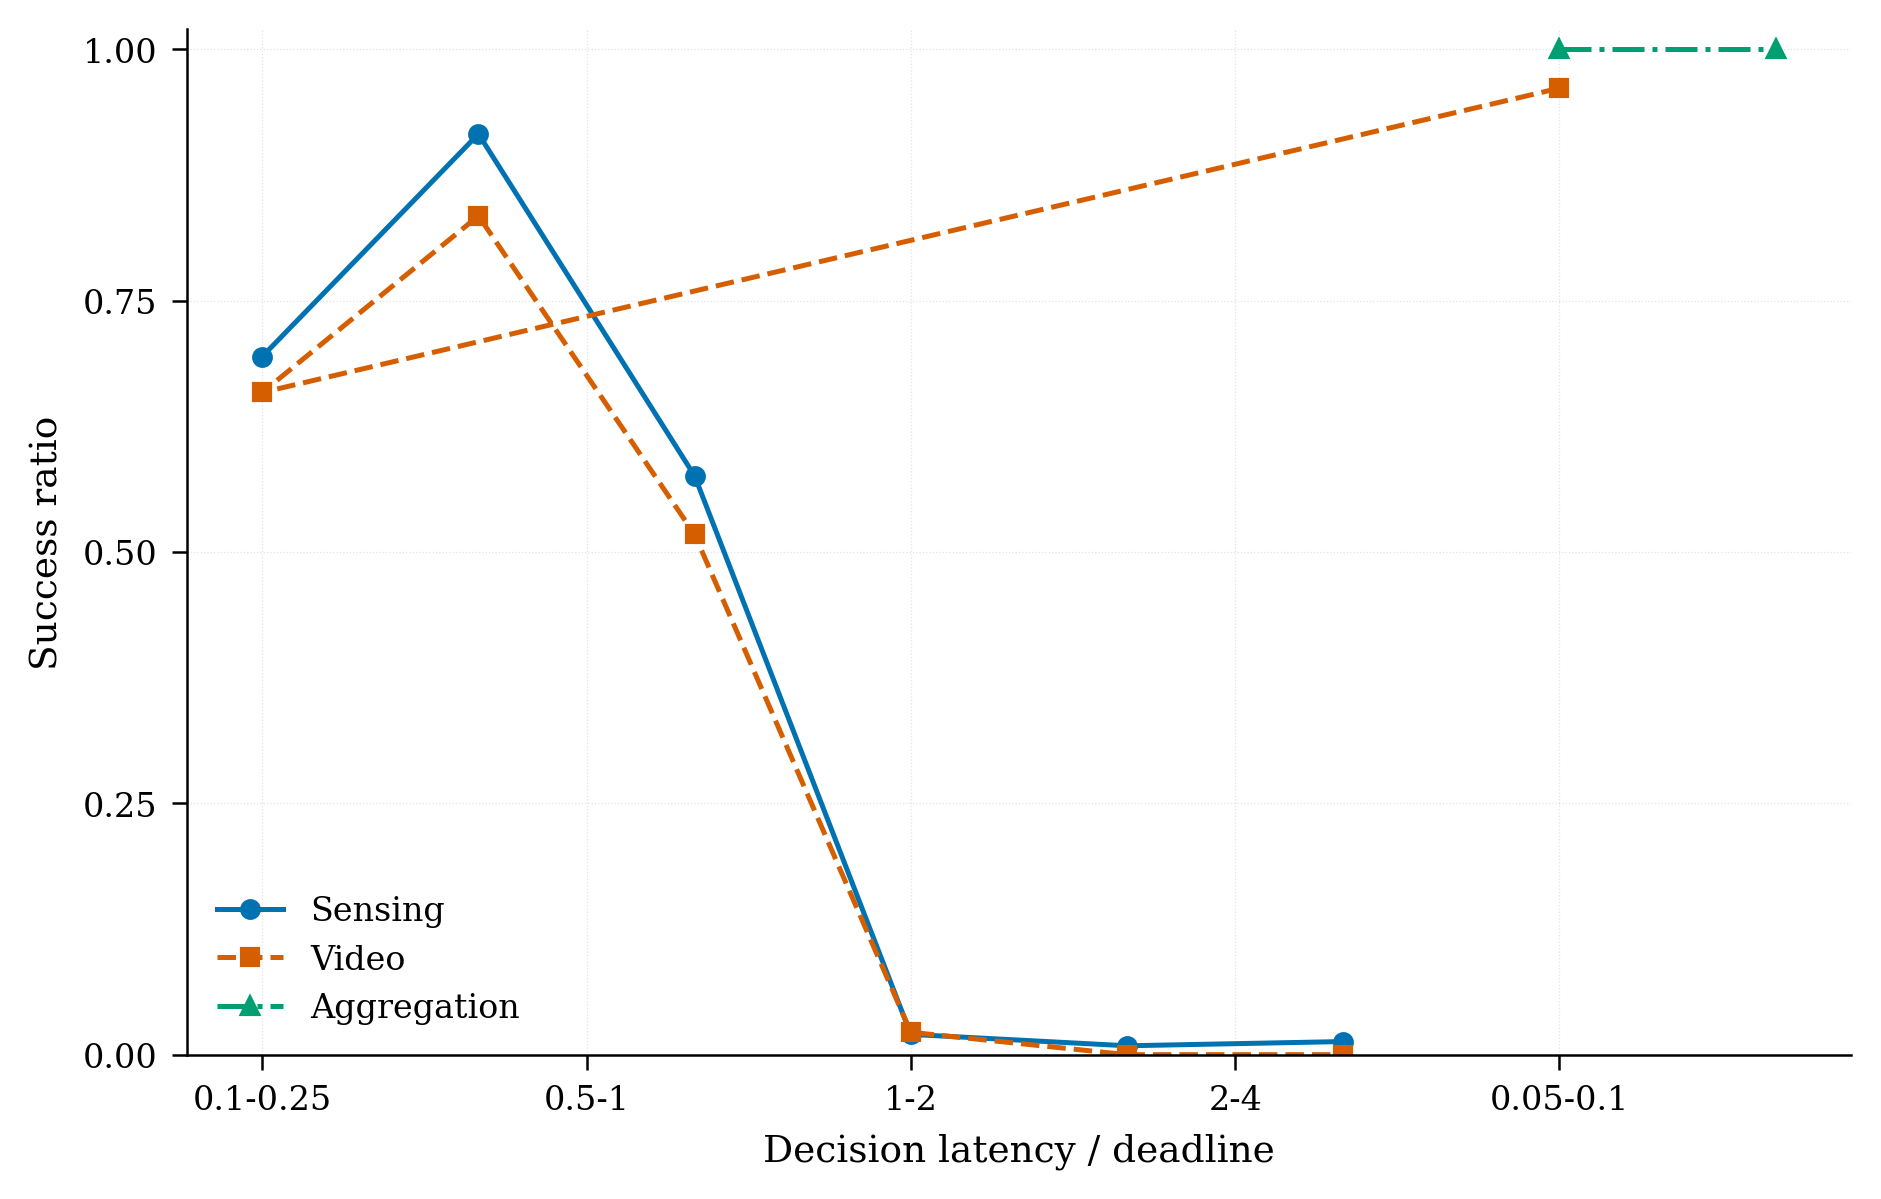 1.00
0.75
0.50
0.25
0.00
Success ratio
Sensing
Video
Aggregation
0.1-0.25 0.5-1 1-2 2-4 0.05-0.1
Decision latency / deadline